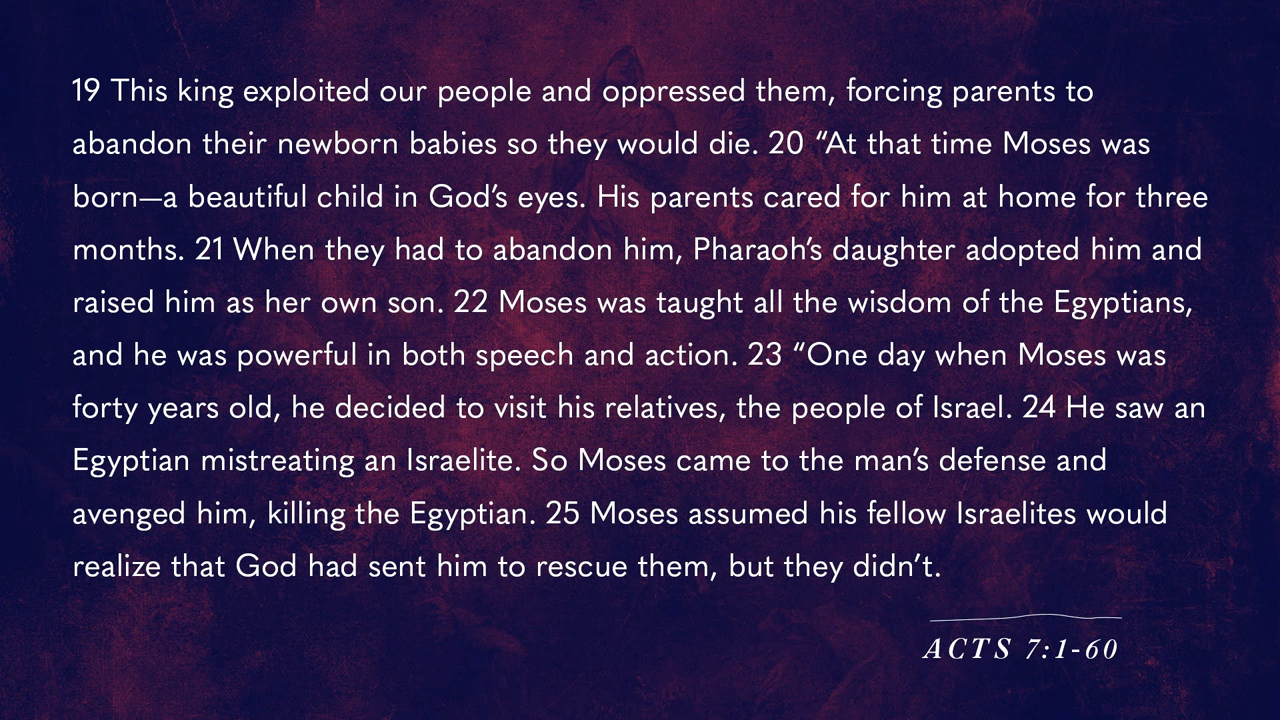 19 This king exploited our people and oppressed them, forcing parents to
abandon their newborn babies so they would die. 20 “At that time Moses was
born—a beautiful child in God’s eyes. His parents cared for him at home for three
months. 21 When they had to abandon him, Pharaoh’s daughter adopted him and
raised him as her own son. 22 Moses was taught all the wisdom of the Egyptians,
and he was powerful in both speech and action. 23 “One day when Moses was
forty years old, he decided to visit his relatives, the people of Israel. 24 He saw an
Egyptian mistreating an Israelite. So Moses came to the man’s defense and
avenged him, killing the Egyptian. 25 Moses assumed his fellow Israelites would
realize that God had sent him to rescue them, but they didn’t.
ACTS 7:1-60